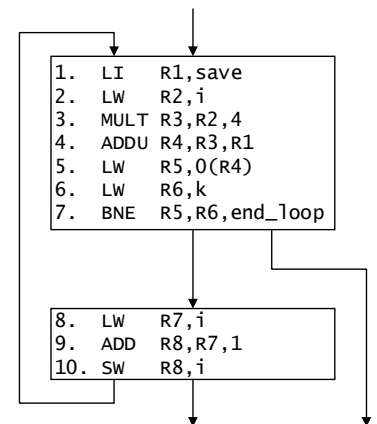 1. LI R1,save
2. LW R2,i
3. MULT R3,R2,4
4. ADDU R4,R3,R1
5. LW R5,0(R4)
6. LW R6,k
7. BNE R5,R6,end_loop
8. LW R7,i
9. ADD R8,R7,1
10. SW R8,i